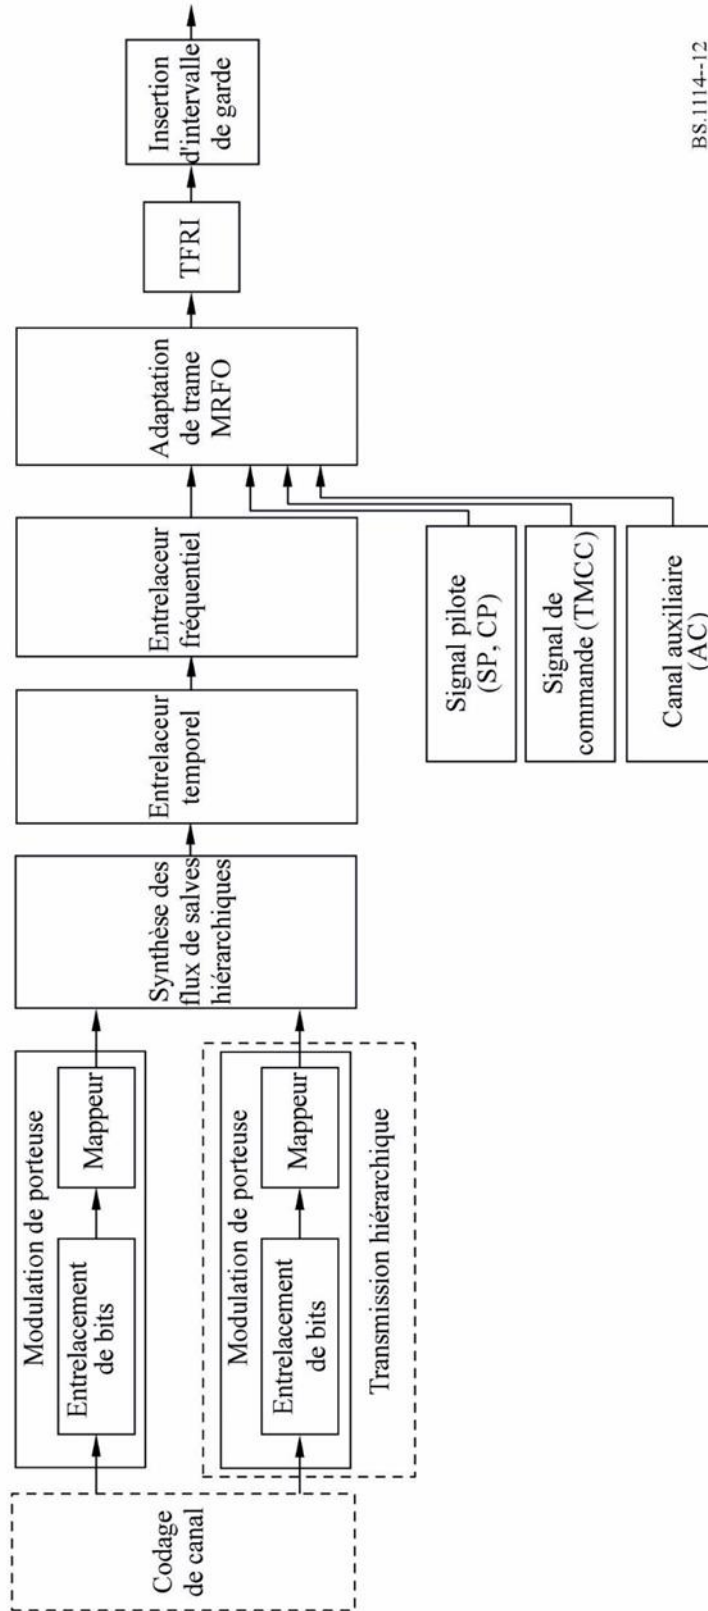 Codage
de canal
Modulation de porteuse
Entrelacement
de bits
Mappeur
Modulation de porteuse
Entrelacement
de bits
Mappeur
Transmission hiérarchique
Synthèse des
flux de salves
hiérarchiques
Entrelaceur
temporel
Entrelaceur
fréquentiel
Adaptation
de trame
MRFO
TFRI
Insertion
d'intervalle
de garde
Signal pilote
(SP, CP)
Signal de
commande (TMCC)
Canal auxiliaire
(AC)
BS.1114--12